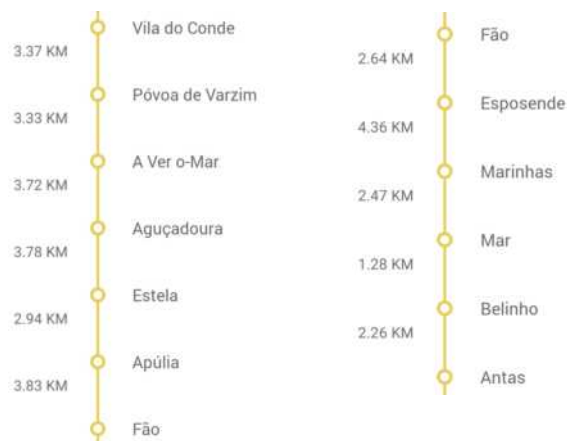 Vila do Conde
3.37 KM
Póvoa de Varzim
3.33 KM
A Ver o-Mar
3.72 KM
Aguçadoura
3.78 KM
Estela
2.94 KM
Apúlia
3.83 KM
Fão
Fão
2.64 KM
Esposende
4.36 KM
Marinhas
2.47 KM
Mar
1.28 KM
Belinho
2.26 KM
Antas